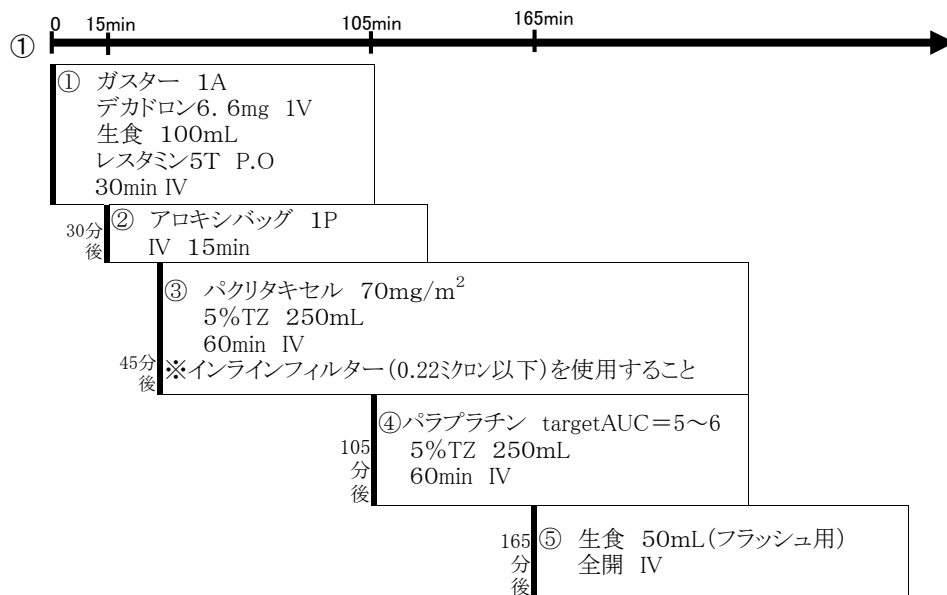 0 15min 105min 165min
①
① ガスター 1A
デカドロン6.6mg 1V
生食 100mL
レスタミン5T P.O
30min IV
30分
後
② アロキシバッグ 1P
IV 15min
③ パクリタキセル 70mg/m²
5%TZ 250mL
60min IV
45分
後
※インラインフィルター(0.22ミクロン以下)を使用すること
105
分
後
④パラプラチン targetAUC=5～6
5%TZ 250mL
60min IV
165
分
後
⑤ 生食 50mL(フラッシュ用)
全開 IV